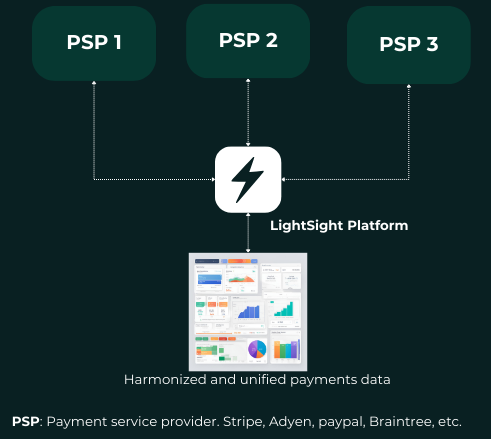 PSP 1
PSP 2
PSP 3
LightSight Platform
Harmonized and unified payments data
PSP: Payment service provider. Stripe, Adyen, paypal, Braintree, etc.